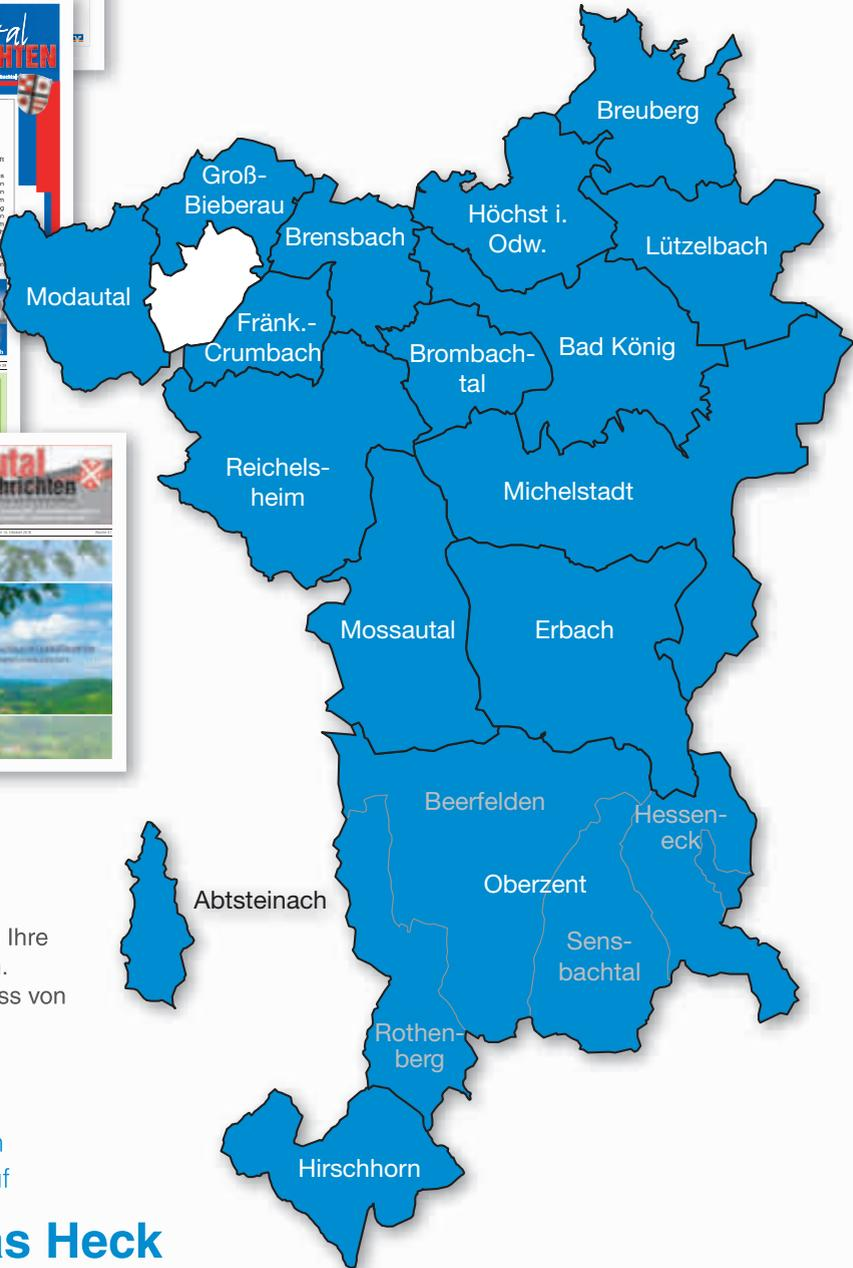 HTEN
Breuberg
Groß-
Bieberau
Höchst i.
Odw.
Brensbach
Lützelbach
Modautal
Fränk.-
Crumbach
Brombach-
tal
Bad König
Reichels-
heim
Michelstadt
Mossautal
Erbach
Beerfelden
Hessen-
eck
Oberzent
Abtsteinach
Ihre
Sens-
bachtal
ss von
Rothen-
berg
Hirschhorn
Heck